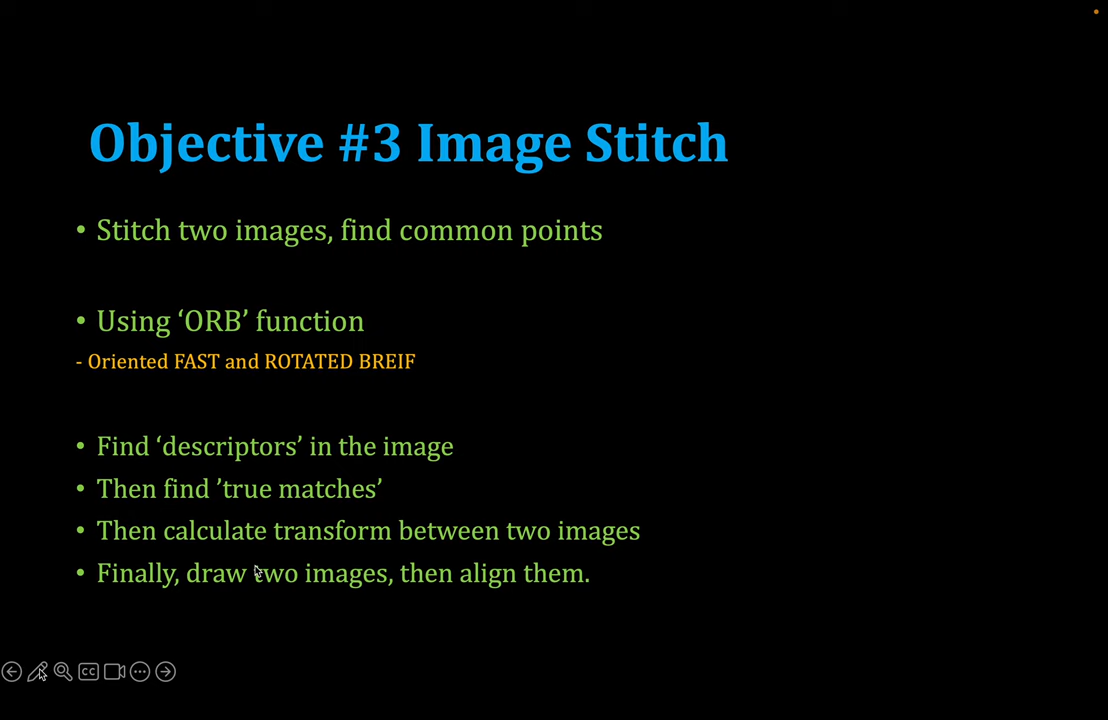 Objective #3 Image Stitch
• Stitch two images, find common points
• Using ‘ORB’ function
- Oriented FAST and ROTATED BREIF
• Find ‘descriptors’ in the image
• Then find ’true matches’
• Then calculate transform between two images
• Finally, draw two images, then align them.
CC